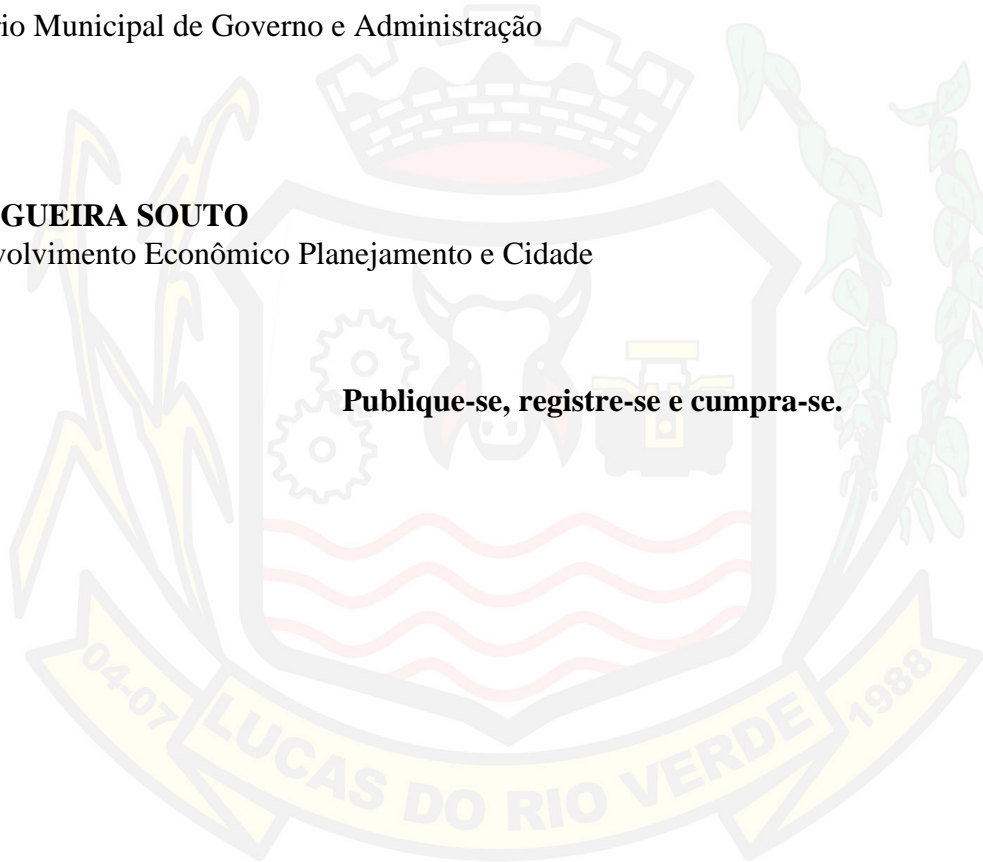 rio Municipal de Governo e Administração
GUEIRA SOUTO
volvimento Econômico Planejamento e Cidade
Publique-se, registre-se e cumpra-se.
04-07
LUCAS DO RIO VERDE
1988